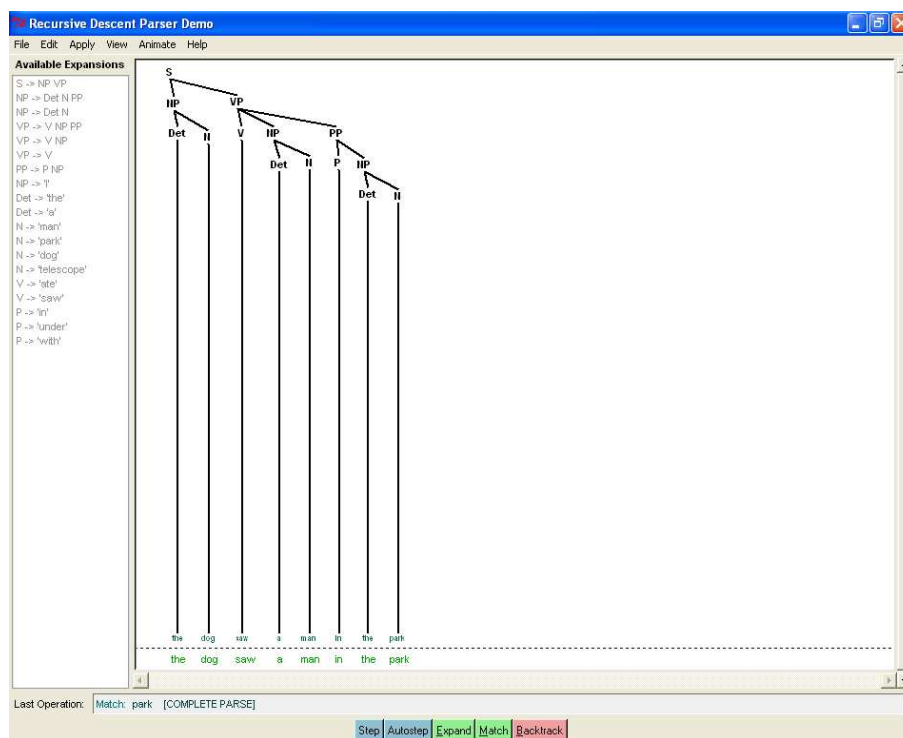 Recursive Descent Parser Demo
File Edit Apply View Animate Help
Available Expansions
S -> NP VP
NP -> Det N PP
NP -> Det N
VP -> V NP PP
VP -> V NP
VP -> V
PP -> P NP
NP -> 'I'
Det -> 'the'
Det -> 'a'
N -> 'man'
N -> 'park'
N -> 'dog'
N -> 'telescope'
V -> 'ate'
V -> 'saw'
P -> 'in'
P -> 'under'
P -> 'with'
S
NP VP
Det N V NP PP
Det N P NP
Det N
the dog saw a man in the park
the dog saw a man in the park
Last Operation: Match: park [COMPLETE PARSE]
Step Autostep Expand Match Backtrack